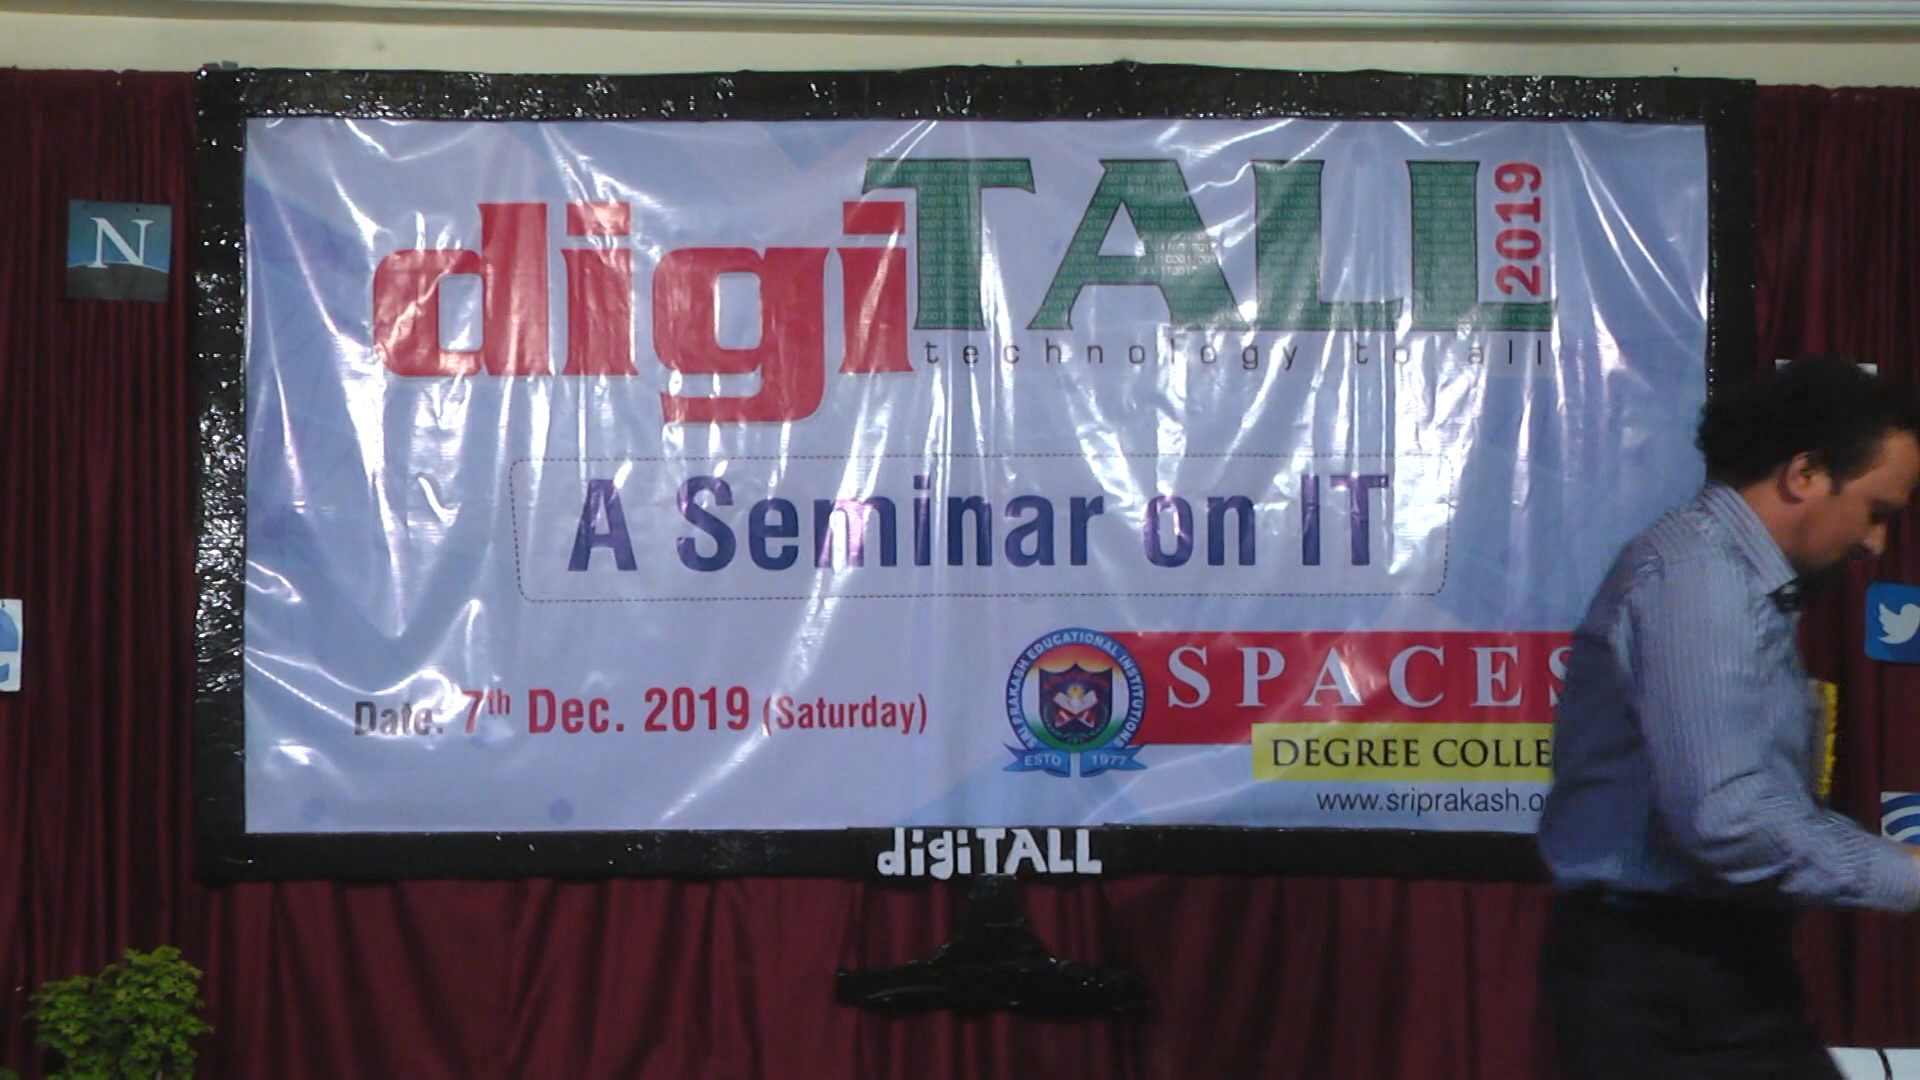 N
digiTALL 2019
technology to all
A Seminar on IT
Date: 7th Dec. 2019 (Saturday)
SRI PRAKASH EDUCATIONAL INSTITUTIONS
ESTD 1977
SPACES
DEGREE COLLE
www.sriprakash.o
digiTALL